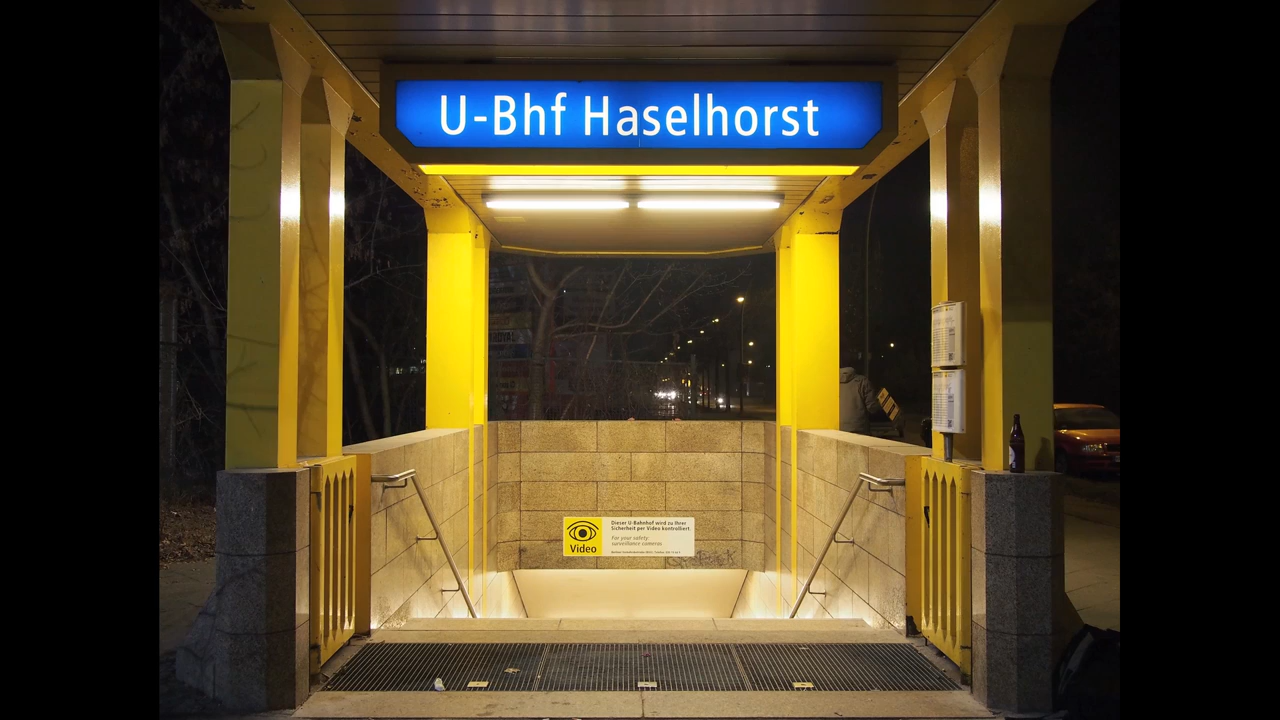 U-Bhf Haselhorst
Dieser U-Bahnhof wird zu Ihrer
Sicherheit per Video kontrolliert.
For your safety:
surveillance cameras
Video